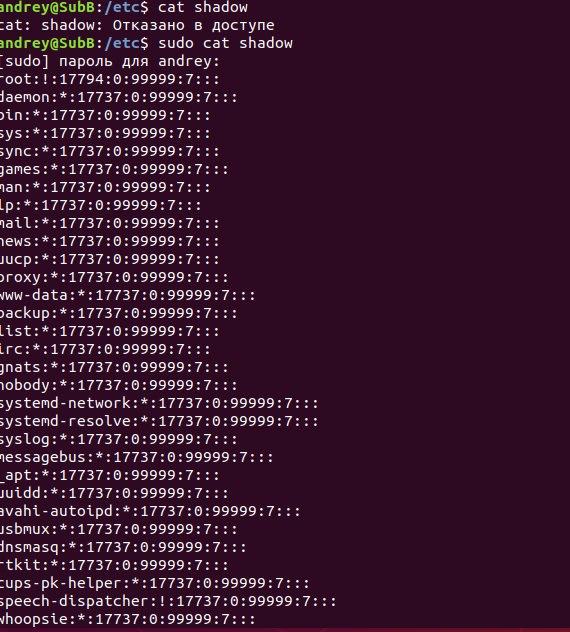 andrey@SubB:/etc$ cat shadow
cat: shadow: Отказано в доступе
andrey@SubB:/etc$ sudo cat shadow
[sudo] пароль для andrey:
root:!:17794:0:99999:7:::
daemon:*:17737:0:99999:7:::
bin:*:17737:0:99999:7:::
sys:*:17737:0:99999:7:::
sync:*:17737:0:99999:7:::
games:*:17737:0:99999:7:::
man:*:17737:0:99999:7:::
lp:*:17737:0:99999:7:::
mail:*:17737:0:99999:7:::
news:*:17737:0:99999:7:::
uucp:*:17737:0:99999:7:::
proxy:*:17737:0:99999:7:::
www-data:*:17737:0:99999:7:::
backup:*:17737:0:99999:7:::
list:*:17737:0:99999:7:::
irc:*:17737:0:99999:7:::
gnats:*:17737:0:99999:7:::
nobody:*:17737:0:99999:7:::
systemd-network:*:17737:0:99999:7:::
systemd-resolve:*:17737:0:99999:7:::
syslog:*:17737:0:99999:7:::
messagebus:*:17737:0:99999:7:::
_apt:*:17737:0:99999:7:::
uuidd:*:17737:0:99999:7:::
avahi-autoipd:*:17737:0:99999:7:::
usbmux:*:17737:0:99999:7:::
dnsmasq:*:17737:0:99999:7:::
rtkit:*:17737:0:99999:7:::
cups-pk-helper:*:17737:0:99999:7:::
speech-dispatcher:!:17737:0:99999:7:::
whoopsie:*:17737:0:99999:7:::